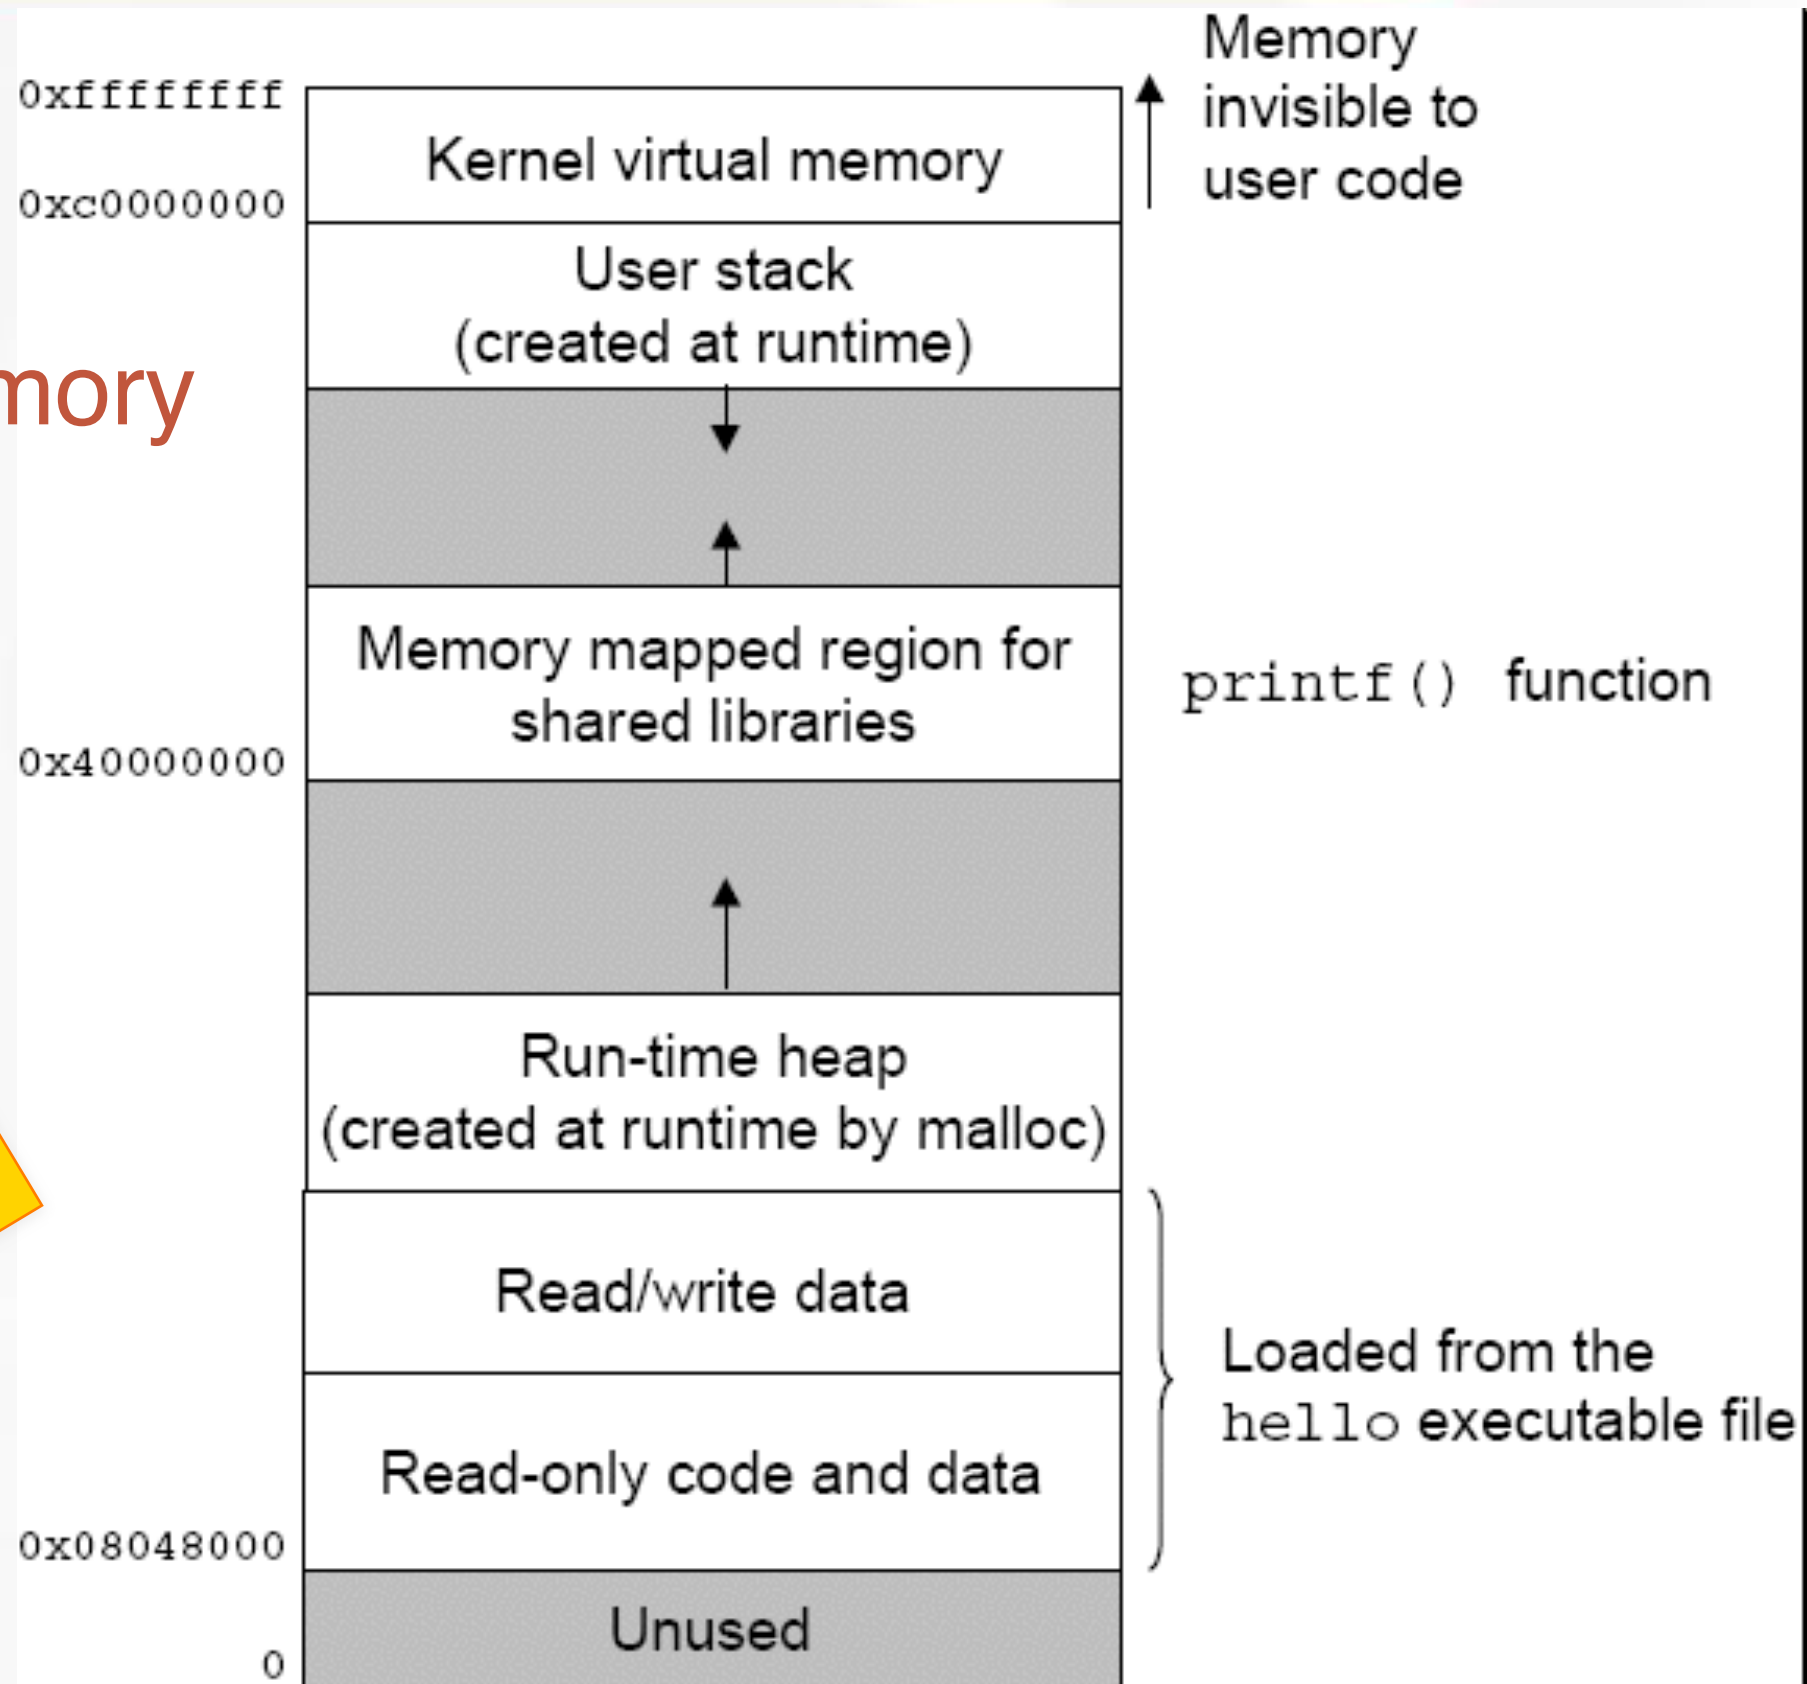 Memory
invisible to
user code
0xffffffff
Kernel virtual memory
0xc0000000
User stack
(created at runtime)
mory
Memory mapped region for
shared libraries
printf() function
0x40000000
Run-time heap
(created at runtime by malloc)
Read/write data
Loaded from the
hello executable file
Read-only code and data
0x08048000
Unused
0